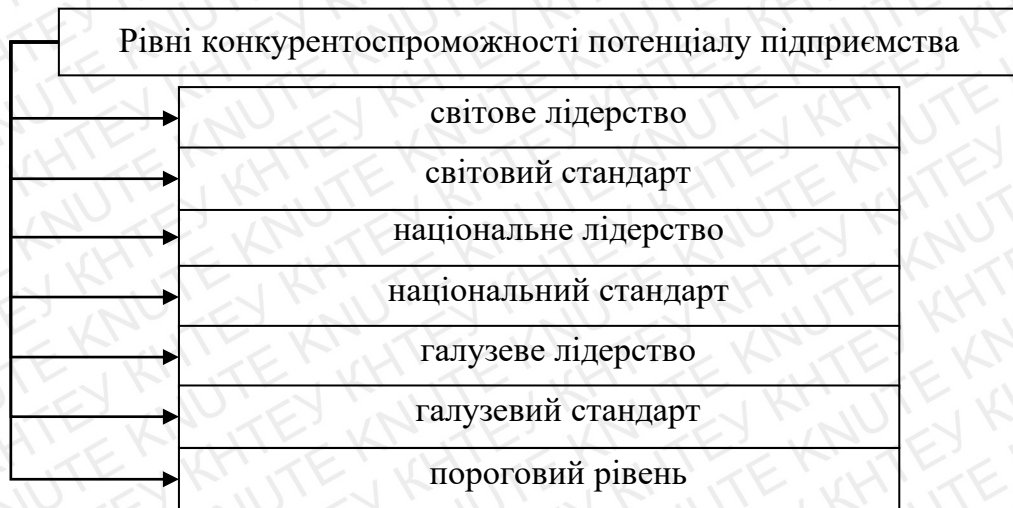 Рівні конкурентоспроможності потенціалу підприємства
світове лідерство
світовий стандарт
національне лідерство
національний стандарт
галузеве лідерство
галузевий стандарт
пороговий рівень